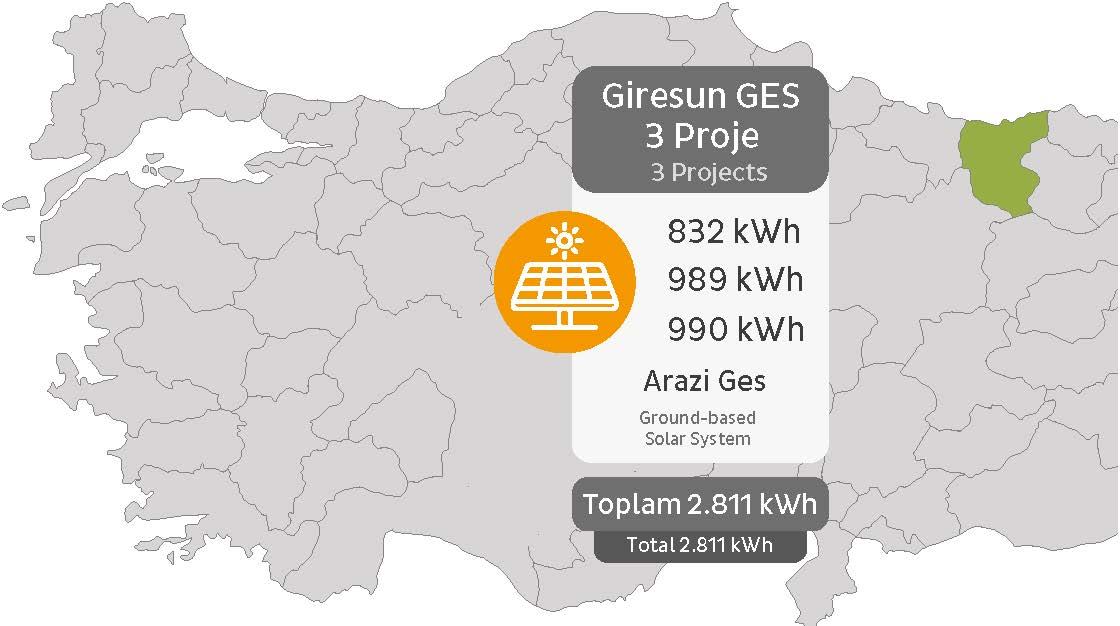 Giresun GES
3 Proje
3 Projects
832 kWh
989 kWh
990 kWh
Arazi Ges
Ground-based
Solar System
Toplam 2.811 kWh
Total 2.811 kWh